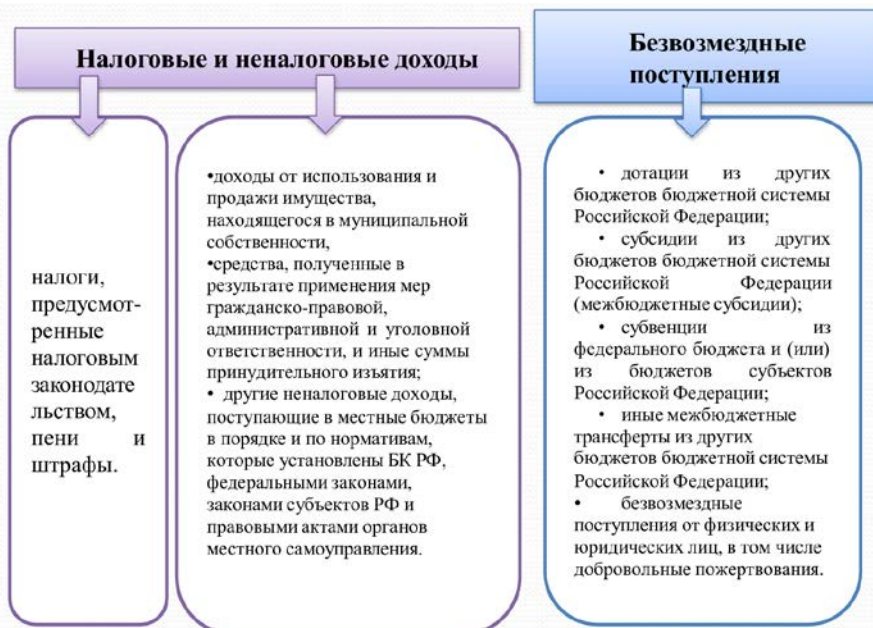 Налоговые и неналоговые доходы
Безвозмездные
поступления
налоги,
предусмот-
ренные
налоговым
законодате
льством,
пени и
штрафы.
•доходы от использования и
продажи имущества,
находящегося в муниципальной
собственности,
•средства, полученные в
результате применения мер
гражданско-правовой,
административной и уголовной
ответственности, и иные суммы
принудительного изъятия;
• другие неналоговые доходы,
поступающие в местные бюджеты
в порядке и по нормативам,
которые установлены БК РФ,
федеральными законами,
законами субъектов РФ и
правовыми актами органов
местного самоуправления.
• дотации из других
бюджетов бюджетной системы
Российской Федерации;
• субсидии из других
бюджетов бюджетной системы
Российской Федерации
(межбюджетные субсидии);
• субвенции из
федерального бюджета и (или)
из бюджетов субъектов
Российской Федерации;
• иные межбюджетные
трансферты из других
бюджетов бюджетной системы
Российской Федерации;
• безвозмездные
поступления от физических и
юридических лиц, в том числе
добровольные пожертвования.